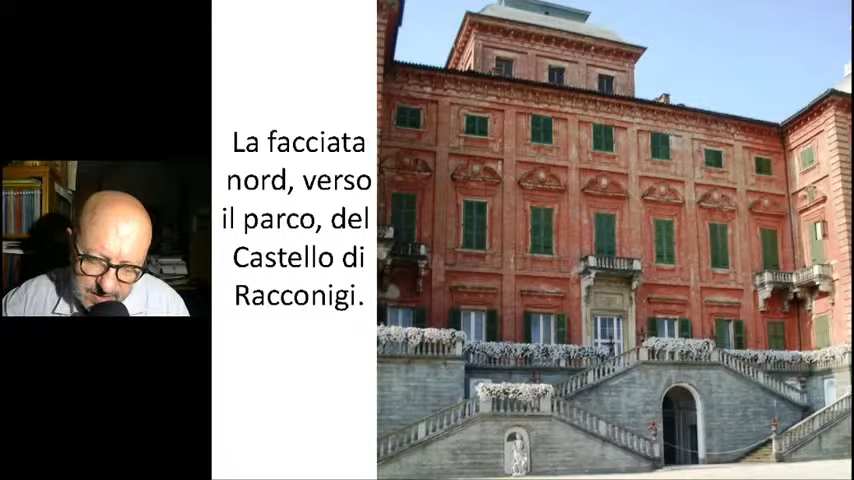 La facciata
nord, verso
il parco, del
Castello di
Racconigi.